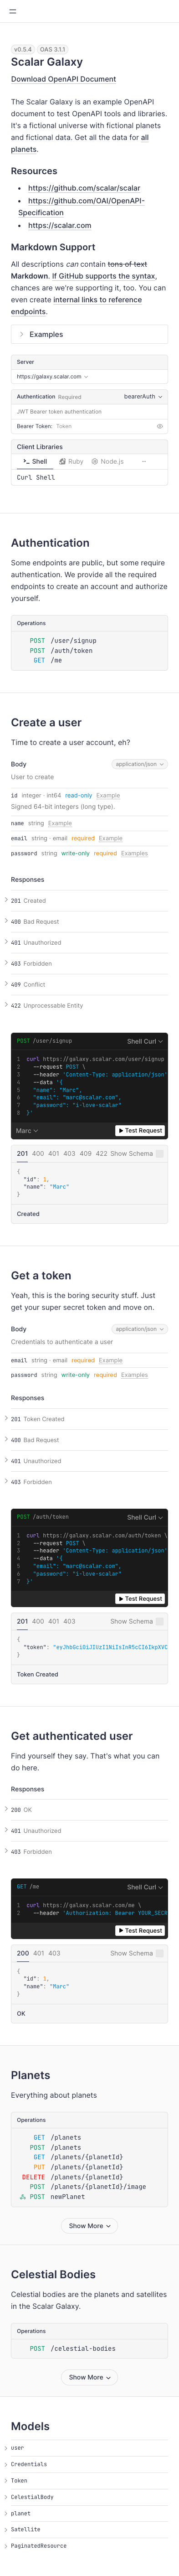 v0.5.4 OAS 3.1.1
Scalar Galaxy
Download OpenAPI Document
The Scalar Galaxy is an example OpenAPI
document to test OpenAPI tools and libraries.
It's a fictional universe with fictional planets
and fictional data. Get all the data for all
planets.
Resources
https://github.com/scalar/scalar
https://github.com/OAI/OpenAPI-
Specification
https://scalar.com
Markdown Support
All descriptions can contain tons of text
Markdown. If GitHub supports the syntax,
chances are we're supporting it, too. You can
even create internal links to reference
endpoints.
Examples
Server
https://galaxy.scalar.com
Authentication Required bearerAuth
JWT Bearer token authentication
Bearer Token: Token
Client Libraries
Shell Ruby Node.js
Curl Shell
Authentication
Some endpoints are public, but some require
authentication. We provide all the required
endpoints to create an account and authorize
yourself.
Operations
POST /user/signup
POST /auth/token
GET /me
Create a user
Time to create a user account, eh?
Body application/json
User to create
id integer · int64 read-only Example
Signed 64-bit integers (long type).
name string Example
email string · email required Example
password string write-only required Examples
Responses
201 Created
400 Bad Request
401 Unauthorized
403 Forbidden
409 Conflict
422 Unprocessable Entity
POST /user/signup Shell Curl
1 curl https://galaxy.scalar.com/user/signup
2 --request POST \
3 --header 'Content-Type: application/json'
4 --data '{
5 "name": "Marc",
6 "email": "marc@scalar.com",
7 "password": "i-love-scalar"
8 }'
Marc Test Request
201 400 401 403 409 422 Show Schema
{
"id": 1,
"name": "Marc"
}
Created
Get a token
Yeah, this is the boring security stuff. Just
get your super secret token and move on.
Body application/json
Credentials to authenticate a user
email string · email required Example
password string write-only required Examples
Responses
201 Token Created
400 Bad Request
401 Unauthorized
403 Forbidden
POST /auth/token Shell Curl
1 curl https://galaxy.scalar.com/auth/token \
2 --request POST \
3 --header 'Content-Type: application/json'
4 --data '{
5 "email": "marc@scalar.com",
6 "password": "i-love-scalar"
7 }'
Test Request
201 400 401 403 Show Schema
{
"token": "eyJhbGciOiJIUzI1NiIsInR5cCI6IkpXVC
}
Token Created
Get authenticated user
Find yourself they say. That's what you can
do here.
Responses
200 OK
401 Unauthorized
403 Forbidden
GET /me Shell Curl
1 curl https://galaxy.scalar.com/me \
2 --header 'Authorization: Bearer YOUR_SECR
Test Request
200 401 403 Show Schema
{
"id": 1,
"name": "Marc"
}
OK
Planets
Everything about planets
Operations
GET /planets
POST /planets
GET /planets/{planetId}
PUT /planets/{planetId}
DELETE /planets/{planetId}
POST /planets/{planetId}/image
POST newPlanet
Show More
Celestial Bodies
Celestial bodies are the planets and satellites
in the Scalar Galaxy.
Operations
POST /celestial-bodies
Show More
Models
user
Credentials
Token
CelestialBody
planet
Satellite
PaginatedResource